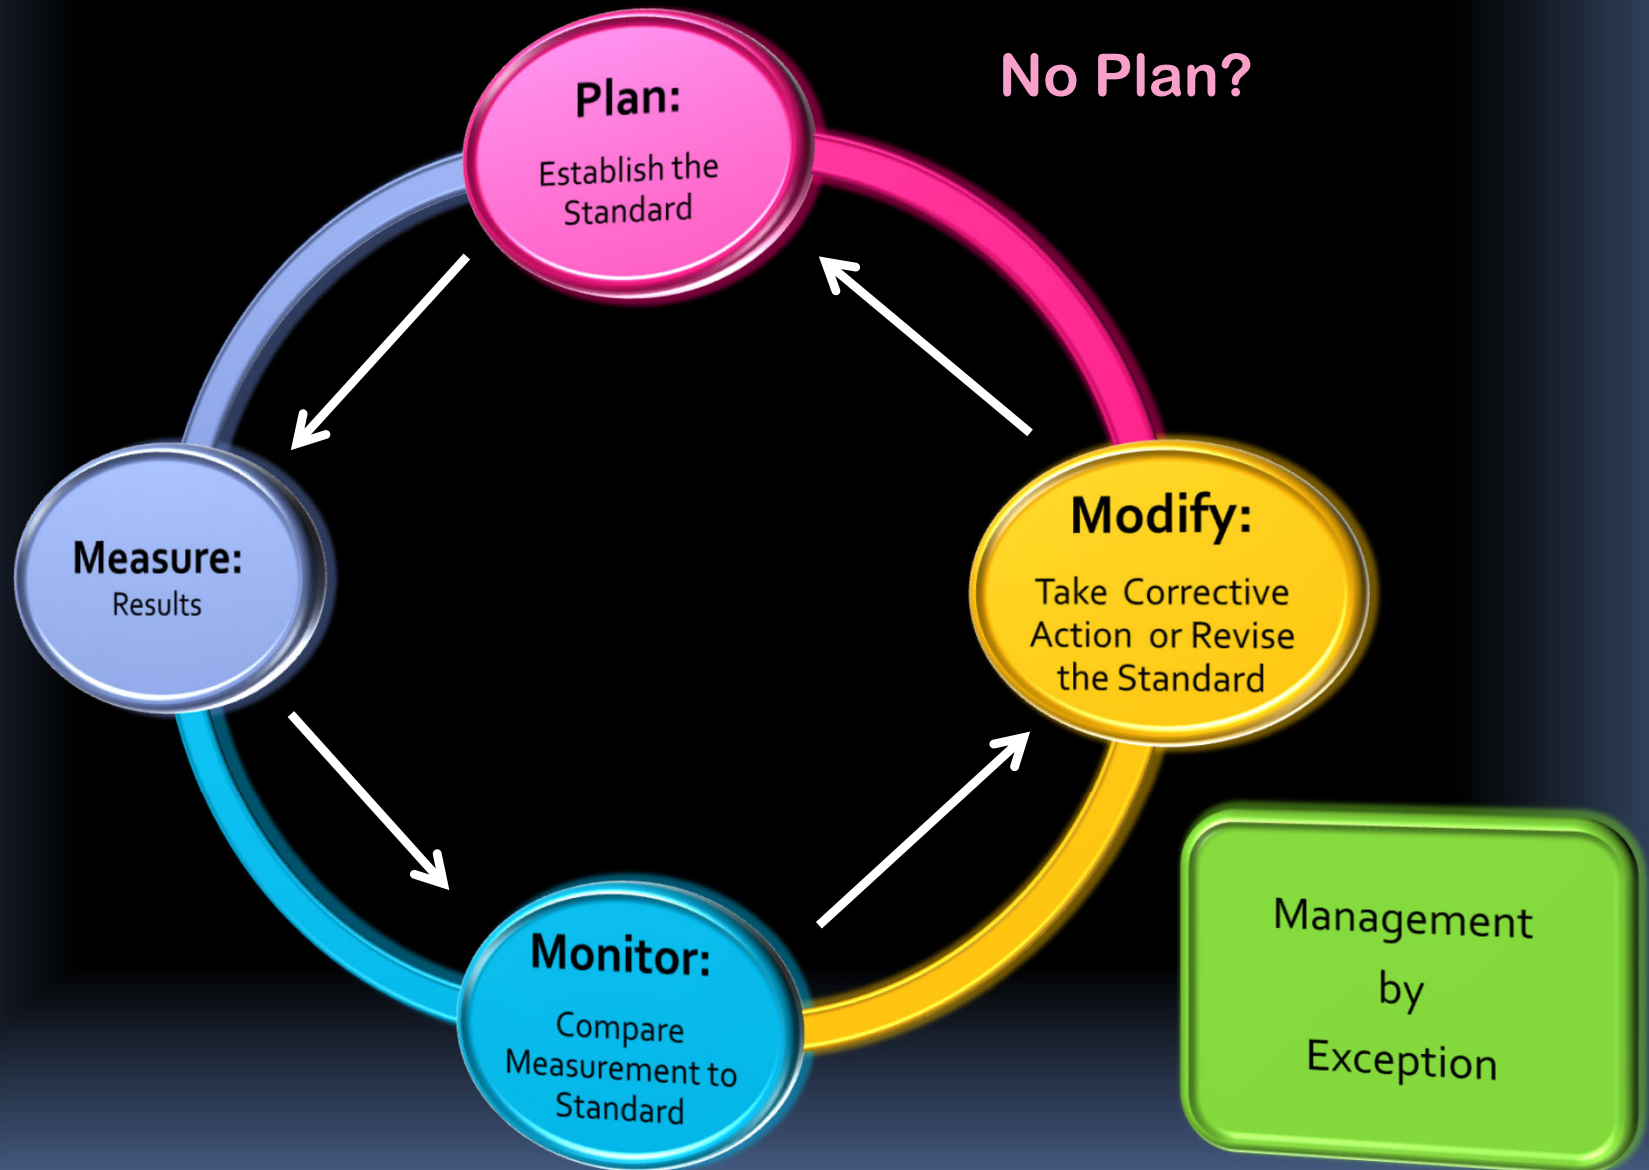 No Plan?
Plan:
Establish the
Standard
Measure:
Results
Monitor:
Compare
Measurement to
Standard
Modify:
Take Corrective
Action or Revise
the Standard
Management
by
Exception